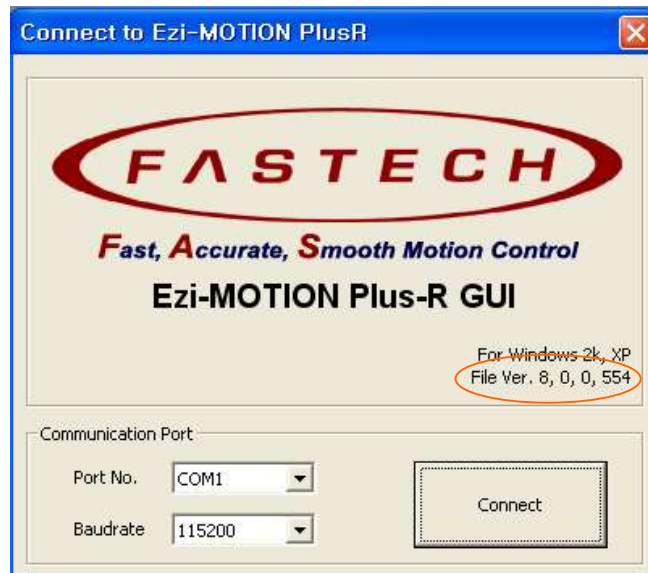 Connect to Ezi-MOTION PlusR
FASTECH
Fast, Accurate, Smooth Motion Control
Ezi-MOTION Plus-R GUI
For Windows 2k, XP
File Ver. 8, 0, 0, 554
Communication Port
Port No. COM1
Connect
Baudrate 115200